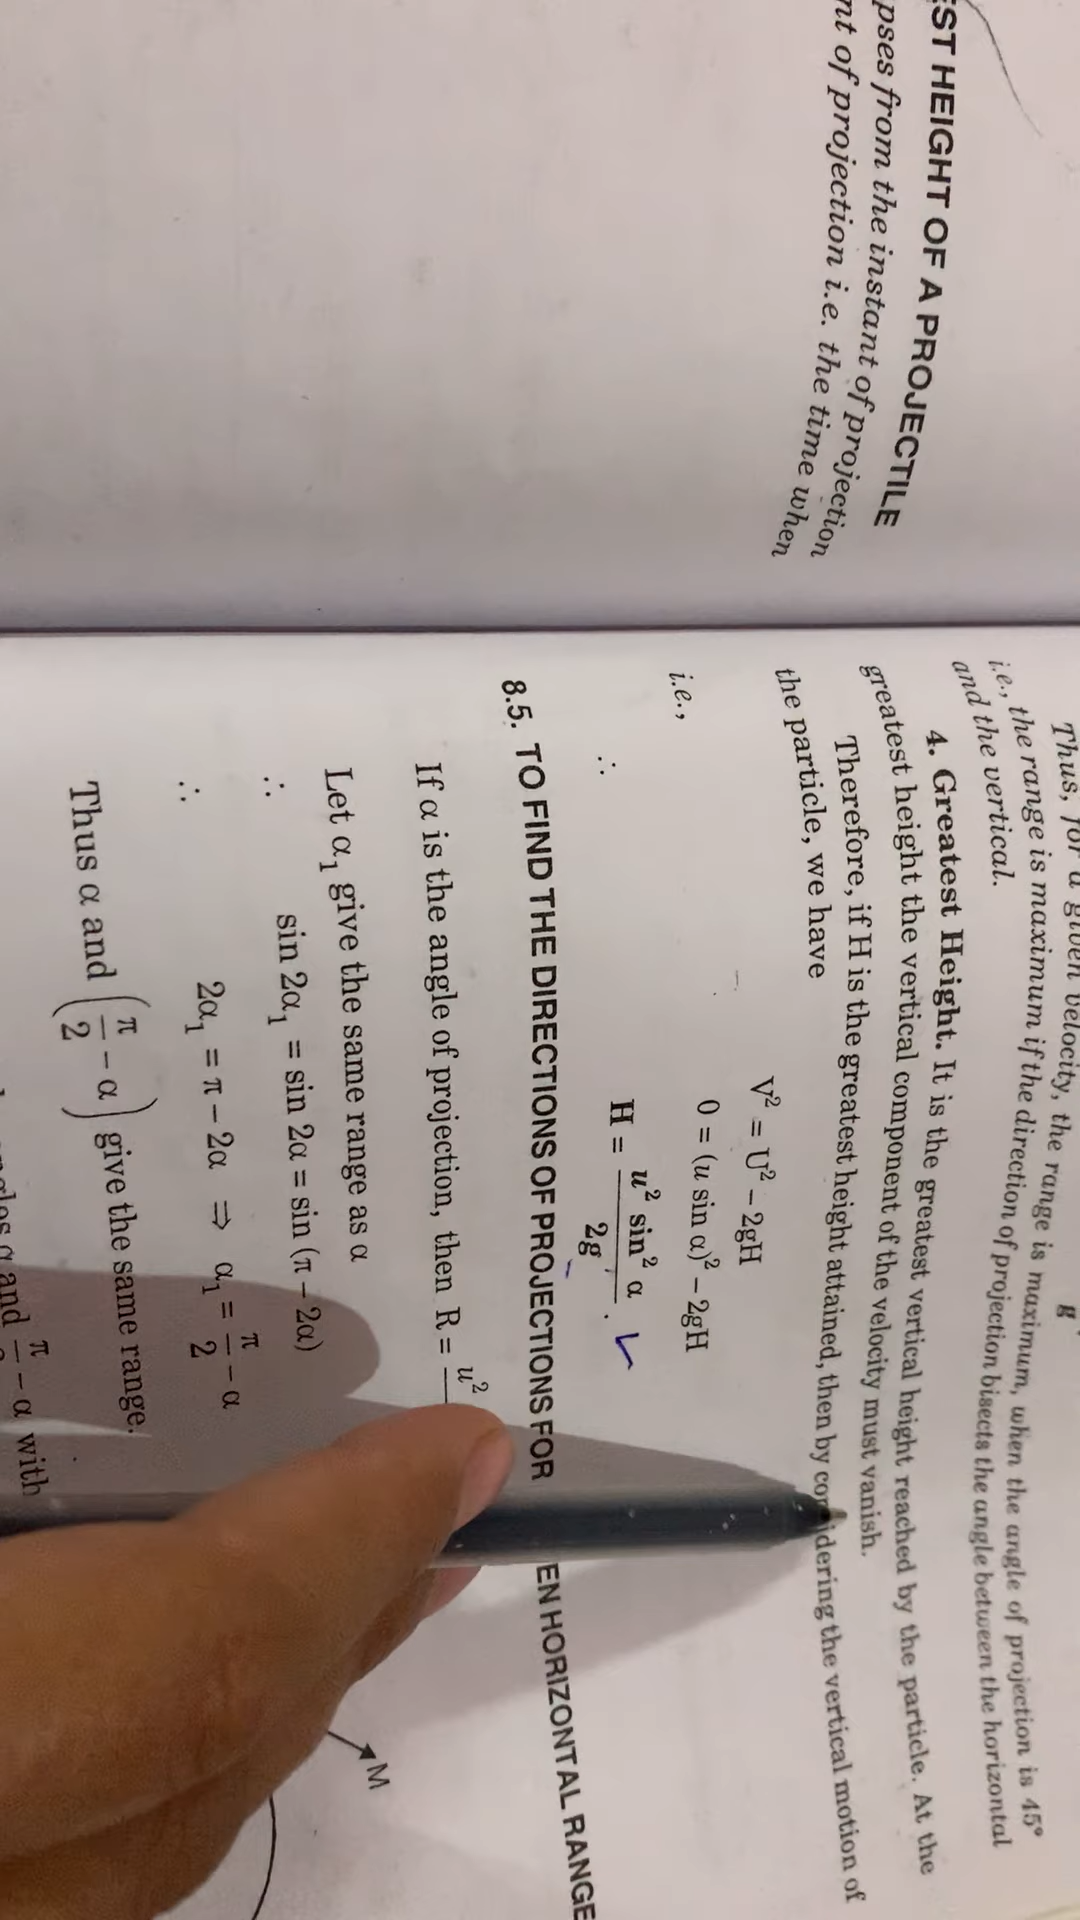 EST HEIGHT OF A PROJECTILE
pses from the instant of projection
nt of projection i.e. the time when
Thus, for a given velocity, the range is maximum, when the angle of projection is 45°
g
i.e., the range is maximum if the direction of projection bisects the angle between the horizontal
and the vertical.
4. Greatest Height. It is the greatest vertical height reached by the particle. At the
greatest height the vertical component of the velocity must vanish.
Therefore, if H is the greatest height attained, then by considering the vertical motion of
the particle, we have
V² = U² – 2gH
i.e., 0 = (u sin α)² – 2gH
∴ H = u² sin² α / 2g .
8.5. TO FIND THE DIRECTIONS OF PROJECTIONS FOR EN HORIZONTAL RANGE
If α is the angle of projection, then R = u²
Let α₁ give the same range as α
∴ sin 2α₁ = sin 2α = sin (π – 2α)
∴ 2α₁ = π – 2α ⇒ α₁ = π/2 – α
M
Thus α and (π/2 – α) give the same range.
α and π/ – α with